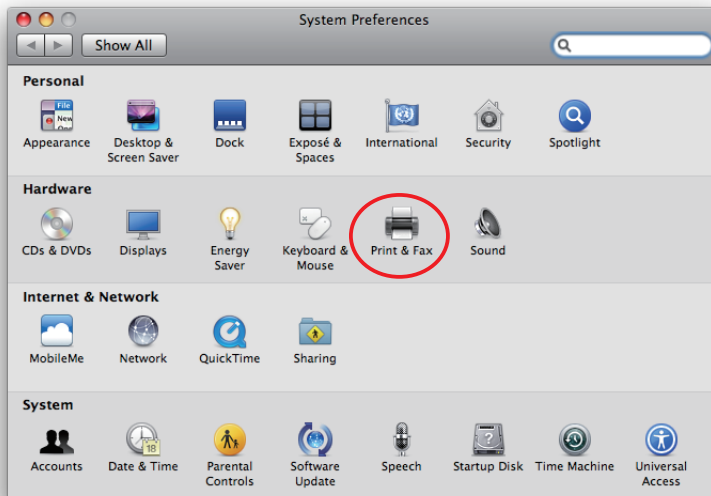 System Preferences
Show All
Personal
File
New
Appearance
Desktop &
Screen Saver
Dock
Exposé &
Spaces
International
Security
Spotlight
Hardware
CDs & DVDs
Displays
Energy
Saver
Keyboard &
Mouse
Print & Fax
Sound
Internet & Network
MobileMe
Network
QuickTime
Sharing
System
18
Accounts
Date & Time
Parental
Controls
Software
Update
Speech
?
Startup Disk
Time Machine
Universal
Access